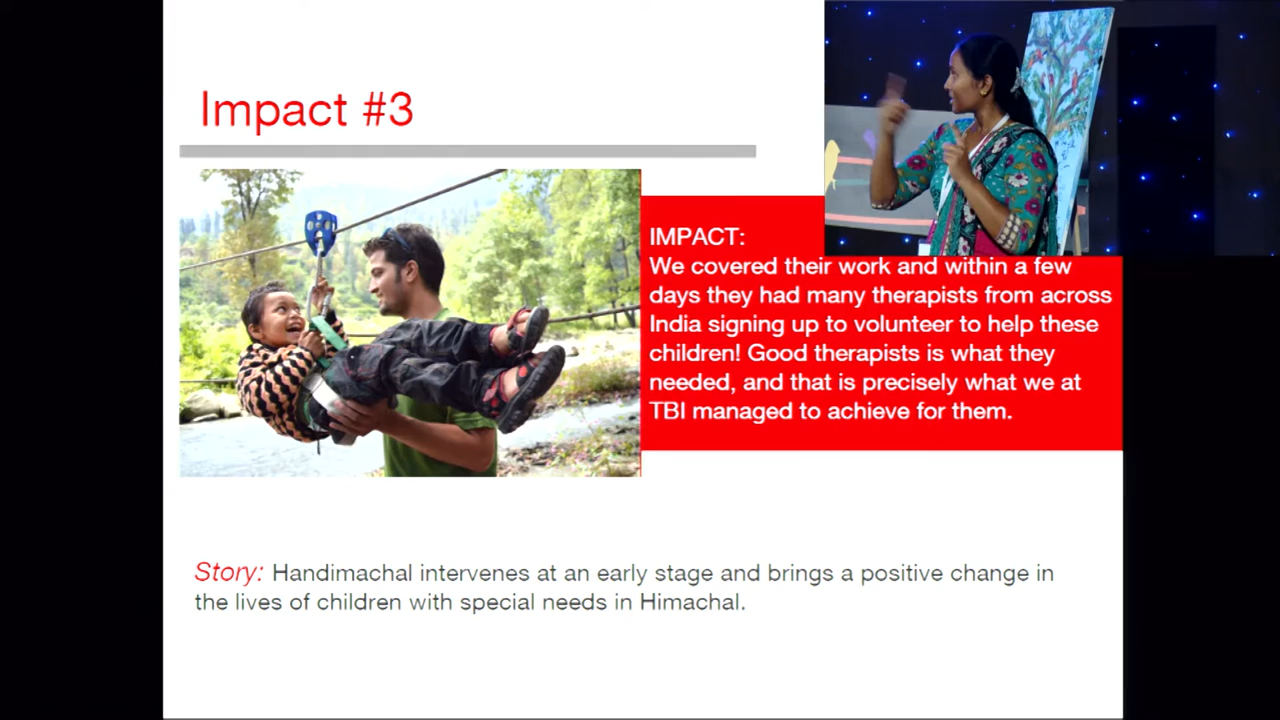 Impact #3
IMPACT:
We covered their work and within a few
days they had many therapists from across
India signing up to volunteer to help these
children! Good therapists is what they
needed, and that is precisely what we at
TBI managed to achieve for them.
Story: Handimachal intervenes at an early stage and brings a positive change in
the lives of children with special needs in Himachal.